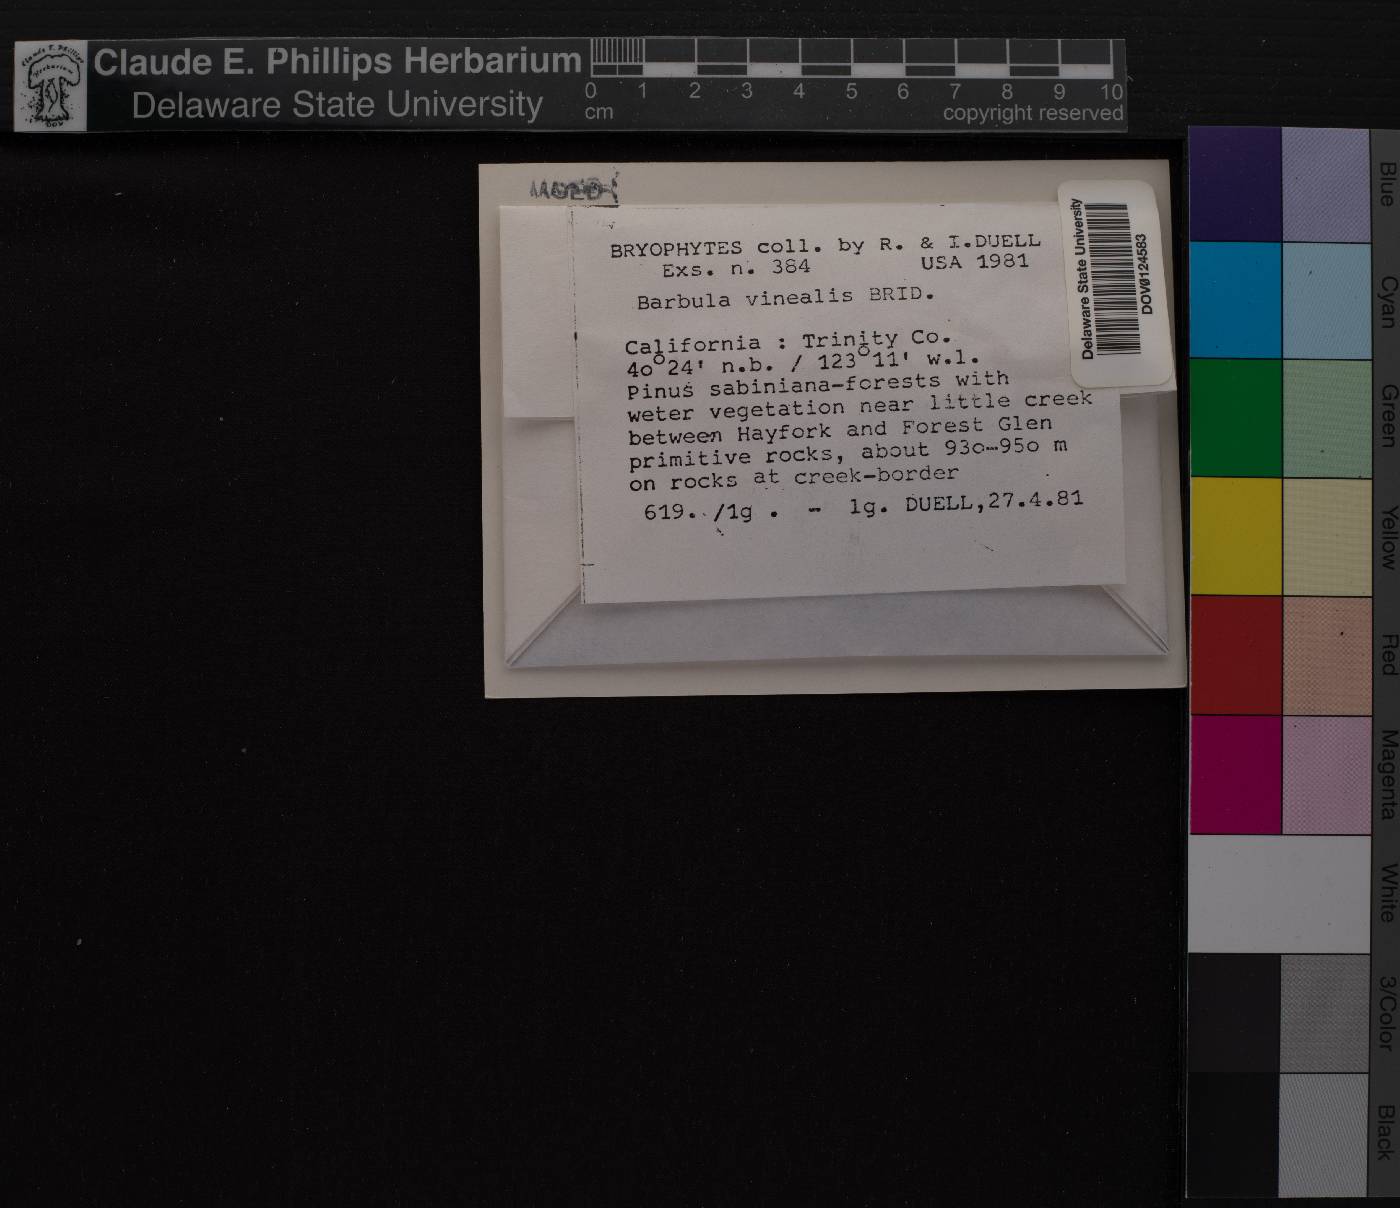 Claude E. Phillips Herbarium
Delaware State University
0 1 2 3 4 5 6 7 8 9 10
cm
copyright reserved
BRYOPHYTES coll. by R. & I.DUELL
Exs. n. 384 USA 1981
Barbula vinealis BRID.
California : Trinity Co.
4o°24' n.b. / 123°11' w.l.
Pinus sabiniana-forests with
weter vegetation near little creek
between Hayfork and Forest Glen
primitive rocks, about 93o-95o m
on rocks at creek-border
619. /1g . - lg. DUELL,27.4.81
Delaware State University
DOV0124583
Blue
Cyan
Green
Yellow
Red
Magenta
White
3/Color
Black